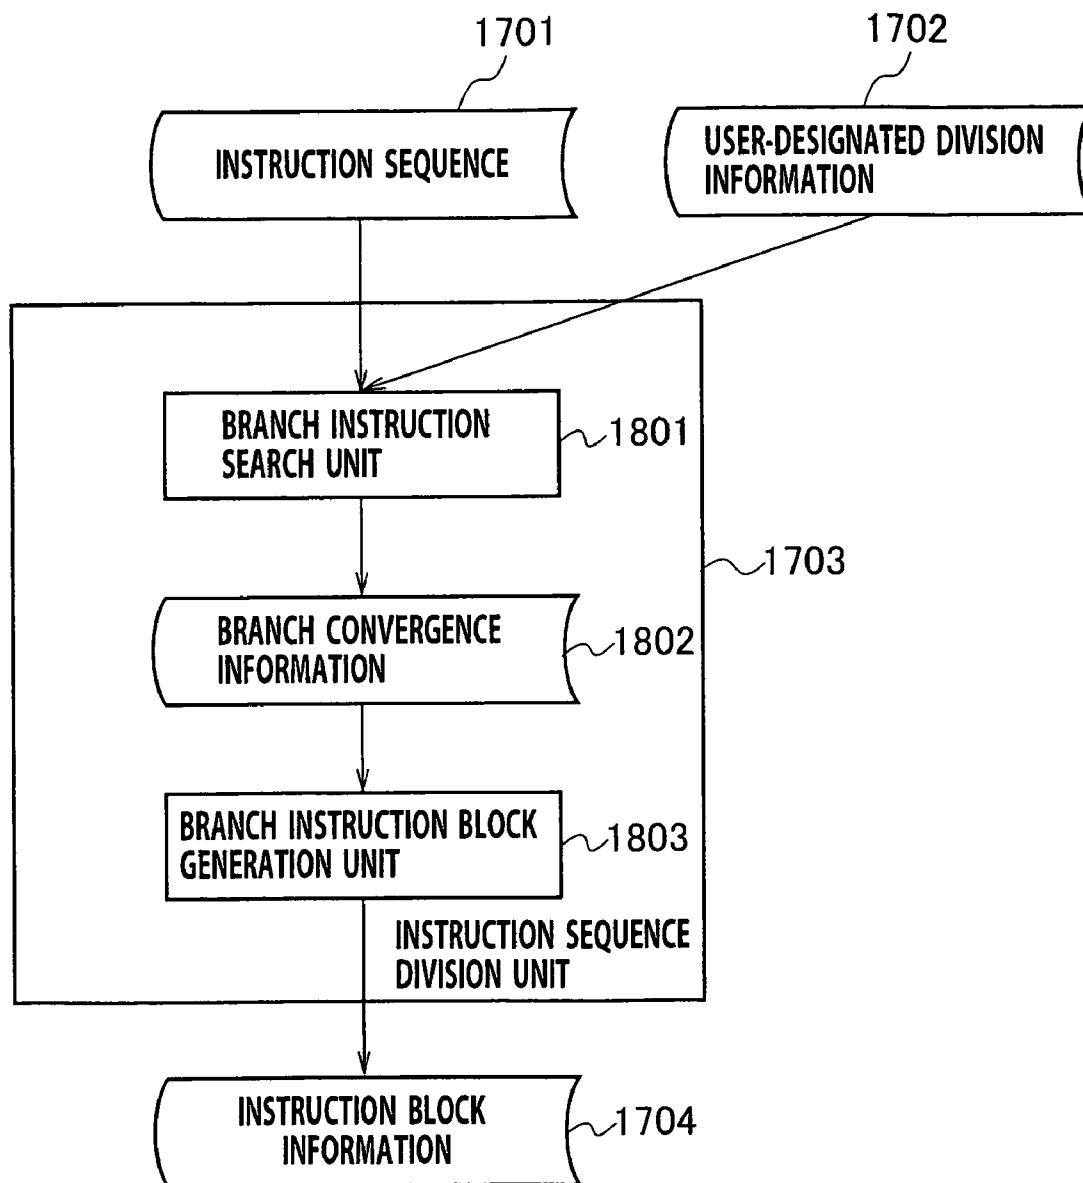 1701
1702
INSTRUCTION SEQUENCE
USER-DESIGNATED DIVISION
INFORMATION
BRANCH INSTRUCTION
SEARCH UNIT
1801
1703
BRANCH CONVERGENCE
INFORMATION
1802
BRANCH INSTRUCTION BLOCK
GENERATION UNIT
1803
INSTRUCTION SEQUENCE
DIVISION UNIT
INSTRUCTION BLOCK
INFORMATION
1704